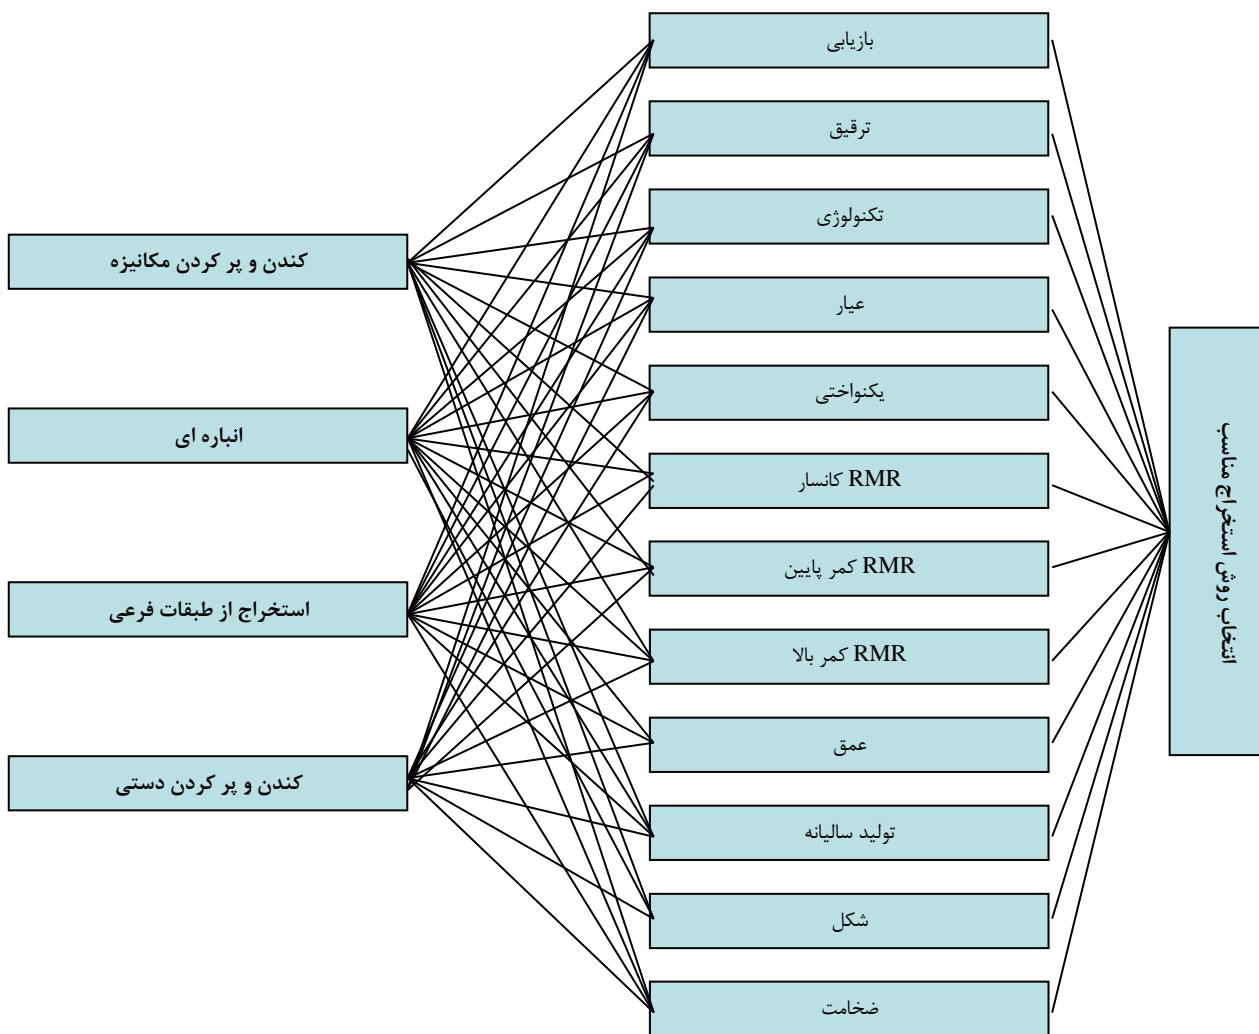 انتخاب روش استخراج مناسب
بازیابی
ترقیق
تکنولوژی
عیار
یکنواختی
RMR کانسار
RMR کمر پایین
RMR کمر بالا
عمق
تولید سالیانه
شکل
ضخامت
کندن و پر کردن مکانیزه
انباره ای
استخراج از طبقات فرعی
کندن و پر کردن دستی